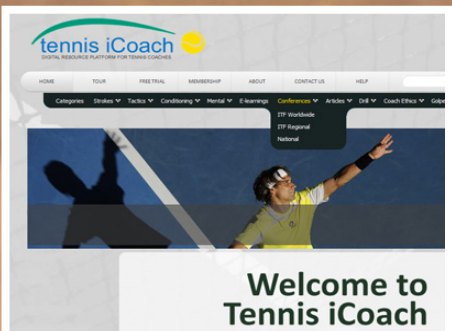 tennis iCoach
DIGITAL RESOURCE PLATFORM FOR TENNIS COACHES
HOME TOUR FREE TRIAL MEMBERSHIP ABOUT CONTACT US HELP
Categories Strokes Tactics Conditioning Mental E-learnings Conferences Articles Drill Coach Ethics Golpe
ITF Worldwide
ITF Regional
National
Welcome to
Tennis iCoach